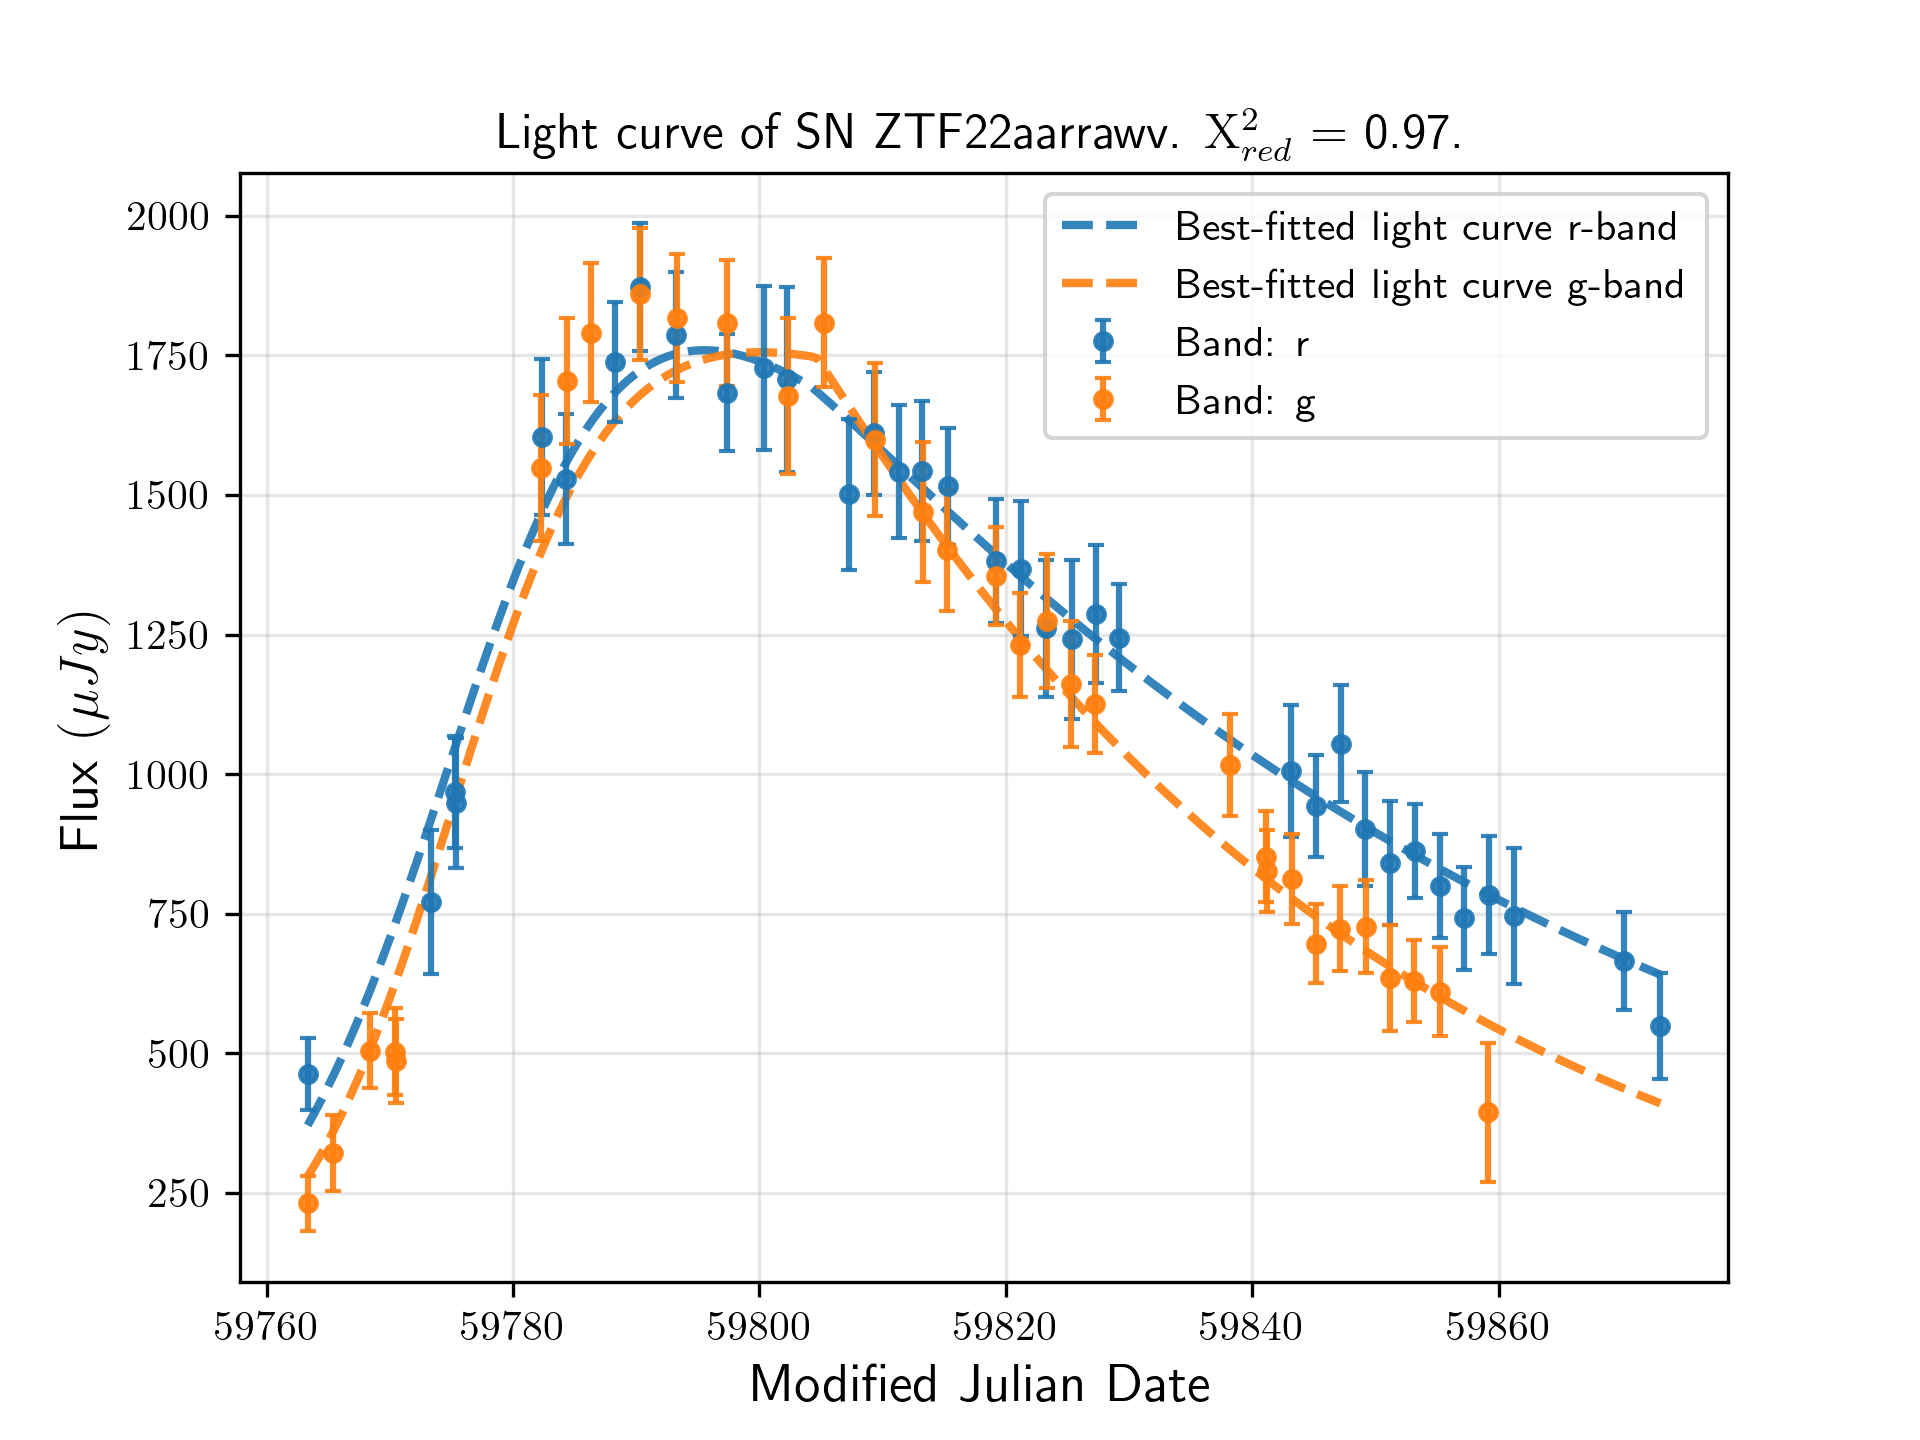 Light curve of SN ZTF22aarrawv. X²_red = 0.97.
Best-fitted light curve r-band
Best-fitted light curve g-band
Band: r
Band: g
Flux (μJy)
2000
1750
1500
1250
1000
750
500
250
59760 59780 59800 59820 59840 59860
Modified Julian Date